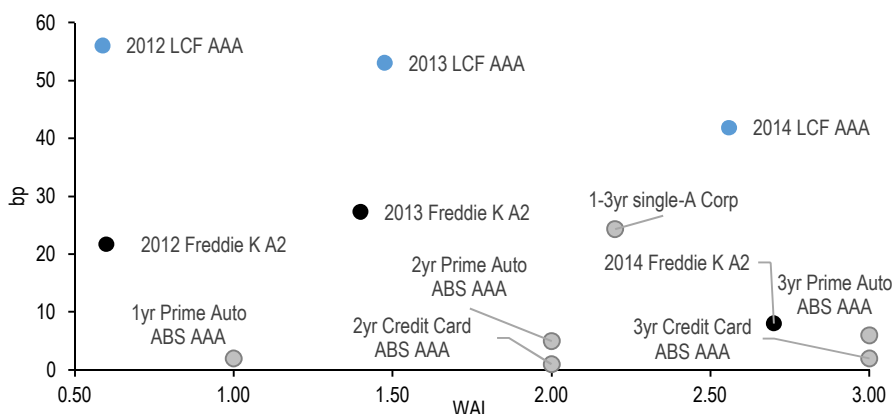 60
50
40
30
20
10
0
bp
2012 LCF AAA
2013 LCF AAA
2014 LCF AAA
1-3yr single-A Corp
2013 Freddie K A2
2012 Freddie K A2
2yr Prime Auto
ABS AAA
2014 Freddie K A2
3yr Prime Auto
ABS AAA
1yr Prime Auto
ABS AAA
2yr Credit Card
ABS AAA
3yr Credit Card
ABS AAA
0.50 1.00 1.50 2.00 2.50 3.00
WAL